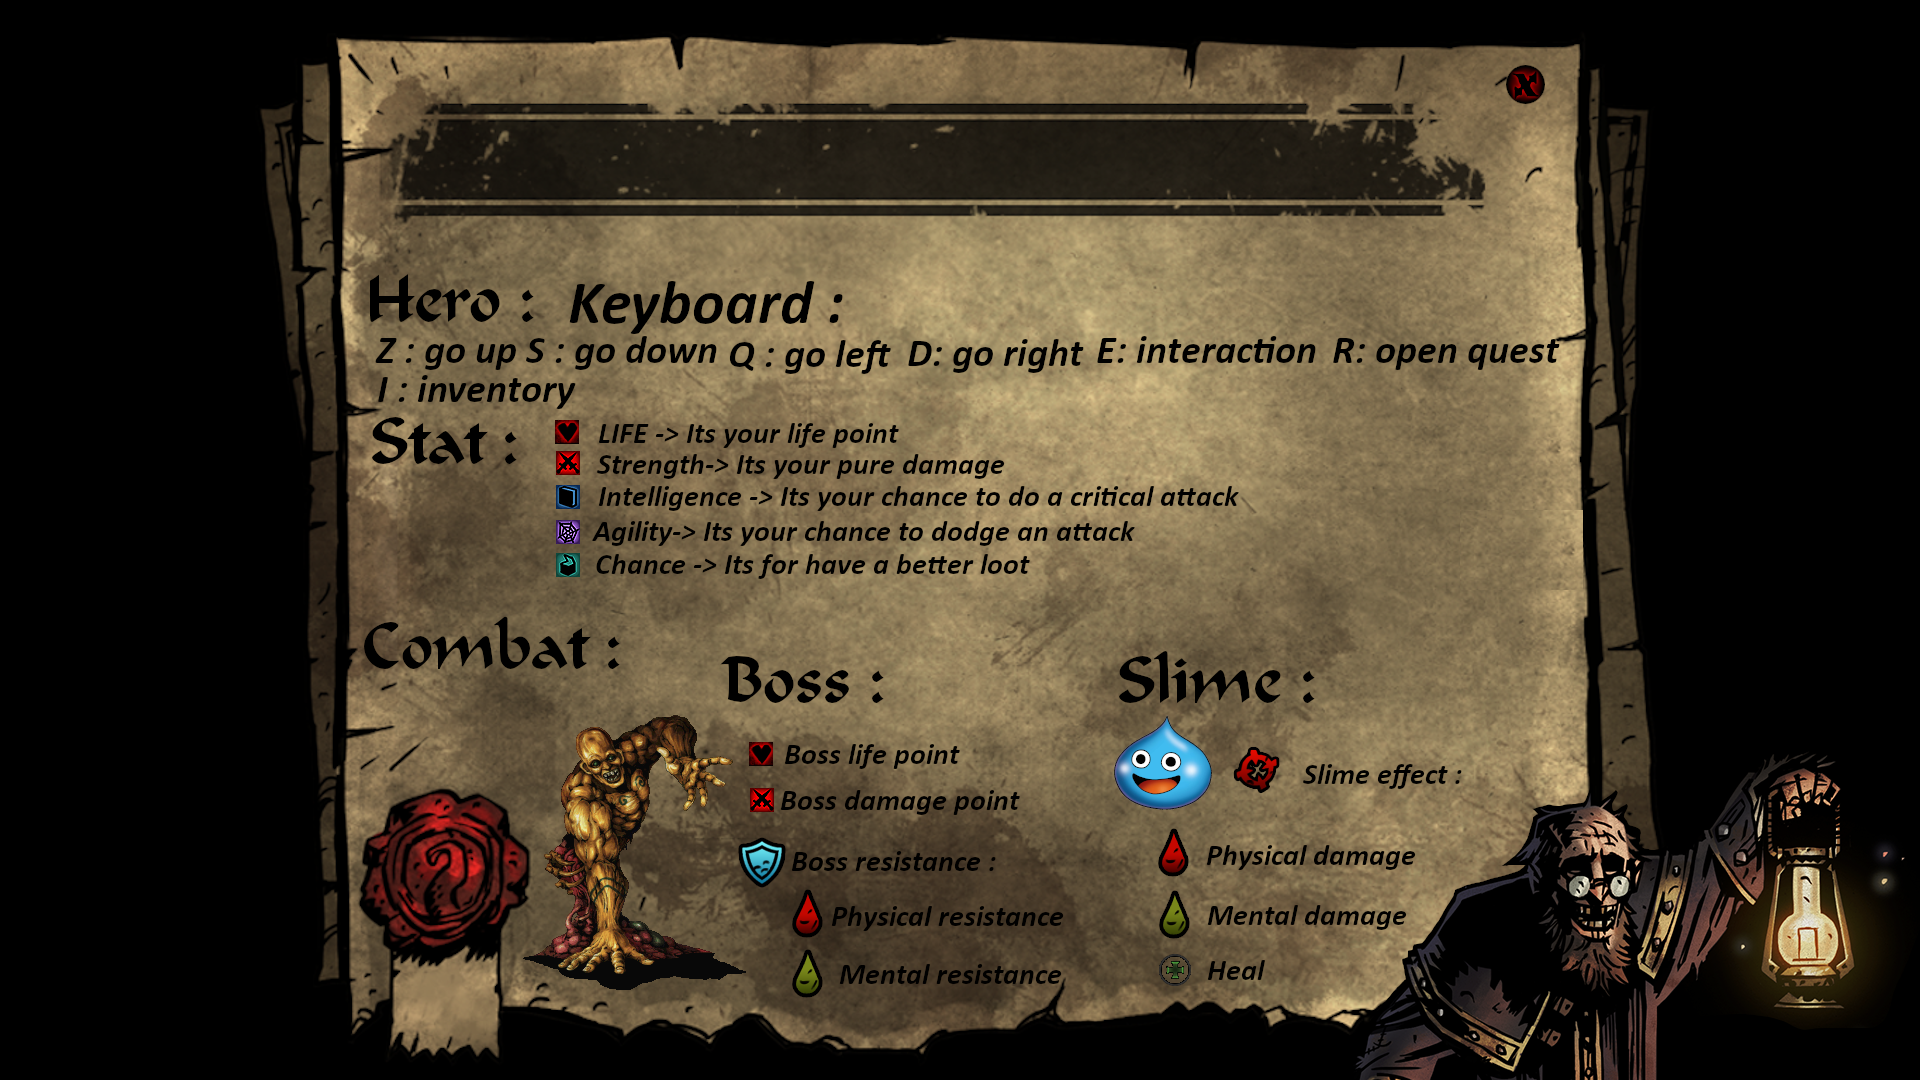 X
Hero : Keyboard :
Z : go up S : go down Q : go left D: go right E: interaction R: open quest
I : inventory
Stat :
LIFE -> Its your life point
Strength-> Its your pure damage
Intelligence -> Its your chance to do a critical attack
Agility-> Its your chance to dodge an attack
Chance -> Its for have a better loot
Combat :
Boss :
Boss life point
Boss damage point
Boss resistance :
Physical resistance
Mental resistance
Slime :
Slime effect :
Physical damage
Mental damage
Heal
?